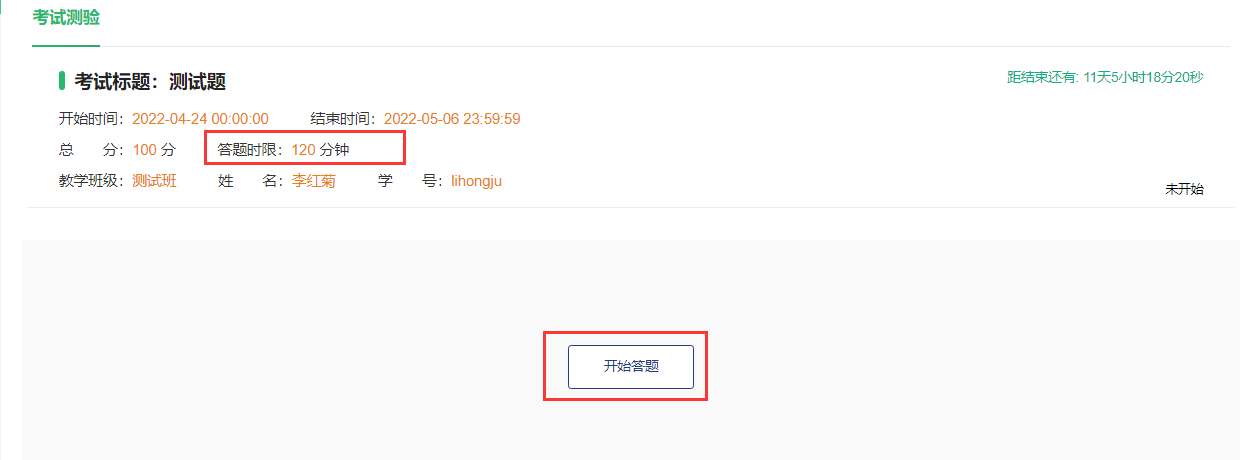 考试测验
考试标题：测试题
距结束还有: 11天5小时18分20秒
开始时间：2022-04-24 00:00:00 结束时间：2022-05-06 23:59:59
总 分：100 分 答题时限：120 分钟
教学班级：测试班 姓 名：李红菊 学 号：lihongju
未开始
开始答题